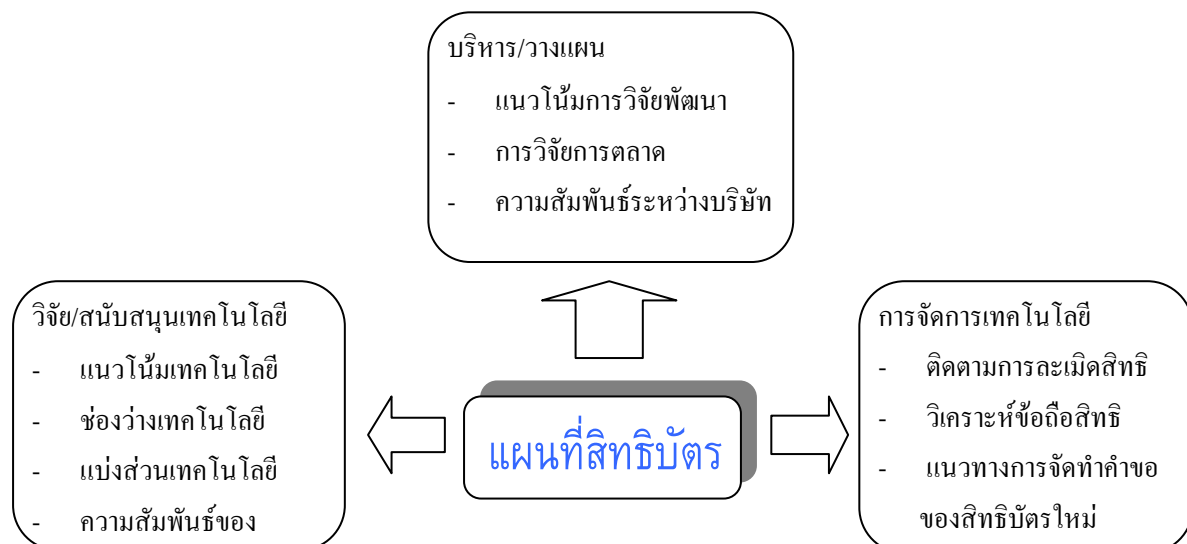 บริหาร/วางแผน
- แนวโน้มการวิจัยพัฒนา
- การวิจัยการตลาด
- ความสัมพันธ์ระหว่างบริษัท
วิจัย/สนับสนุนเทคโนโลยี
- แนวโน้มเทคโนโลยี
- ช่องว่างเทคโนโลยี
- แบ่งส่วนเทคโนโลยี
- ความสัมพันธ์ของ
แผนที่สิทธิบัตร
การจัดการเทคโนโลยี
- ติดตามการละเมิดสิทธิ
- วิเคราะห์ข้อถือสิทธิ
- แนวทางการจัดทำคำขอ
ของสิทธิบัตรใหม่